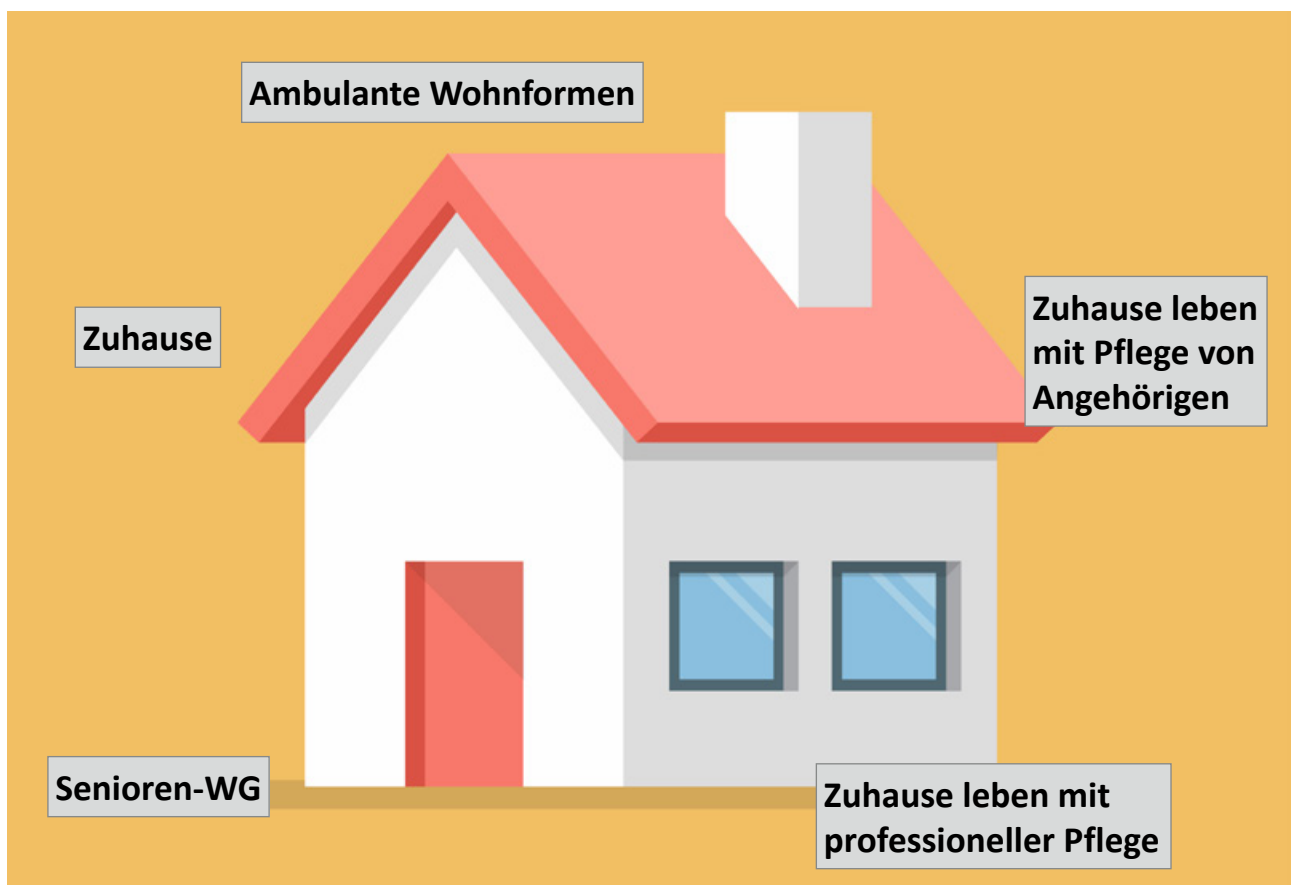 Ambulante Wohnformen
Zuhause
Zuhause leben
mit Pflege von
Angehörigen
Senioren-WG
Zuhause leben mit
professioneller Pflege